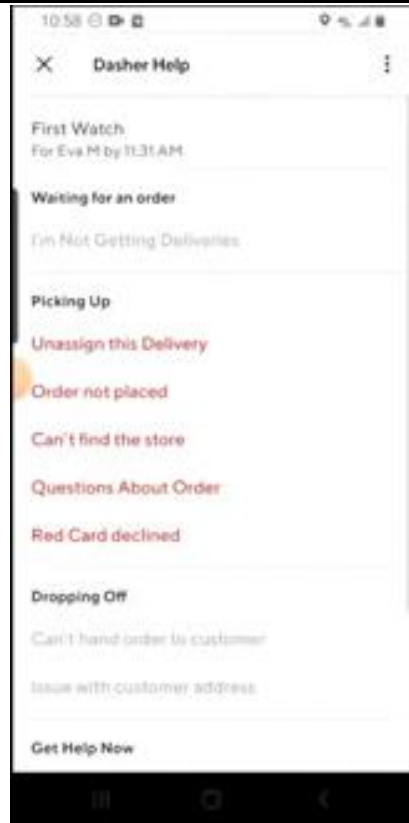 10:58
Dasher Help
First Watch
For Eva M by 11:31 AM
Waiting for an order
I'm Not Getting Deliveries
Picking Up
Unassign this Delivery
Order not placed
Can't find the store
Questions About Order
Red Card declined
Dropping Off
Can't hand order to customer
Issue with customer address
Get Help Now